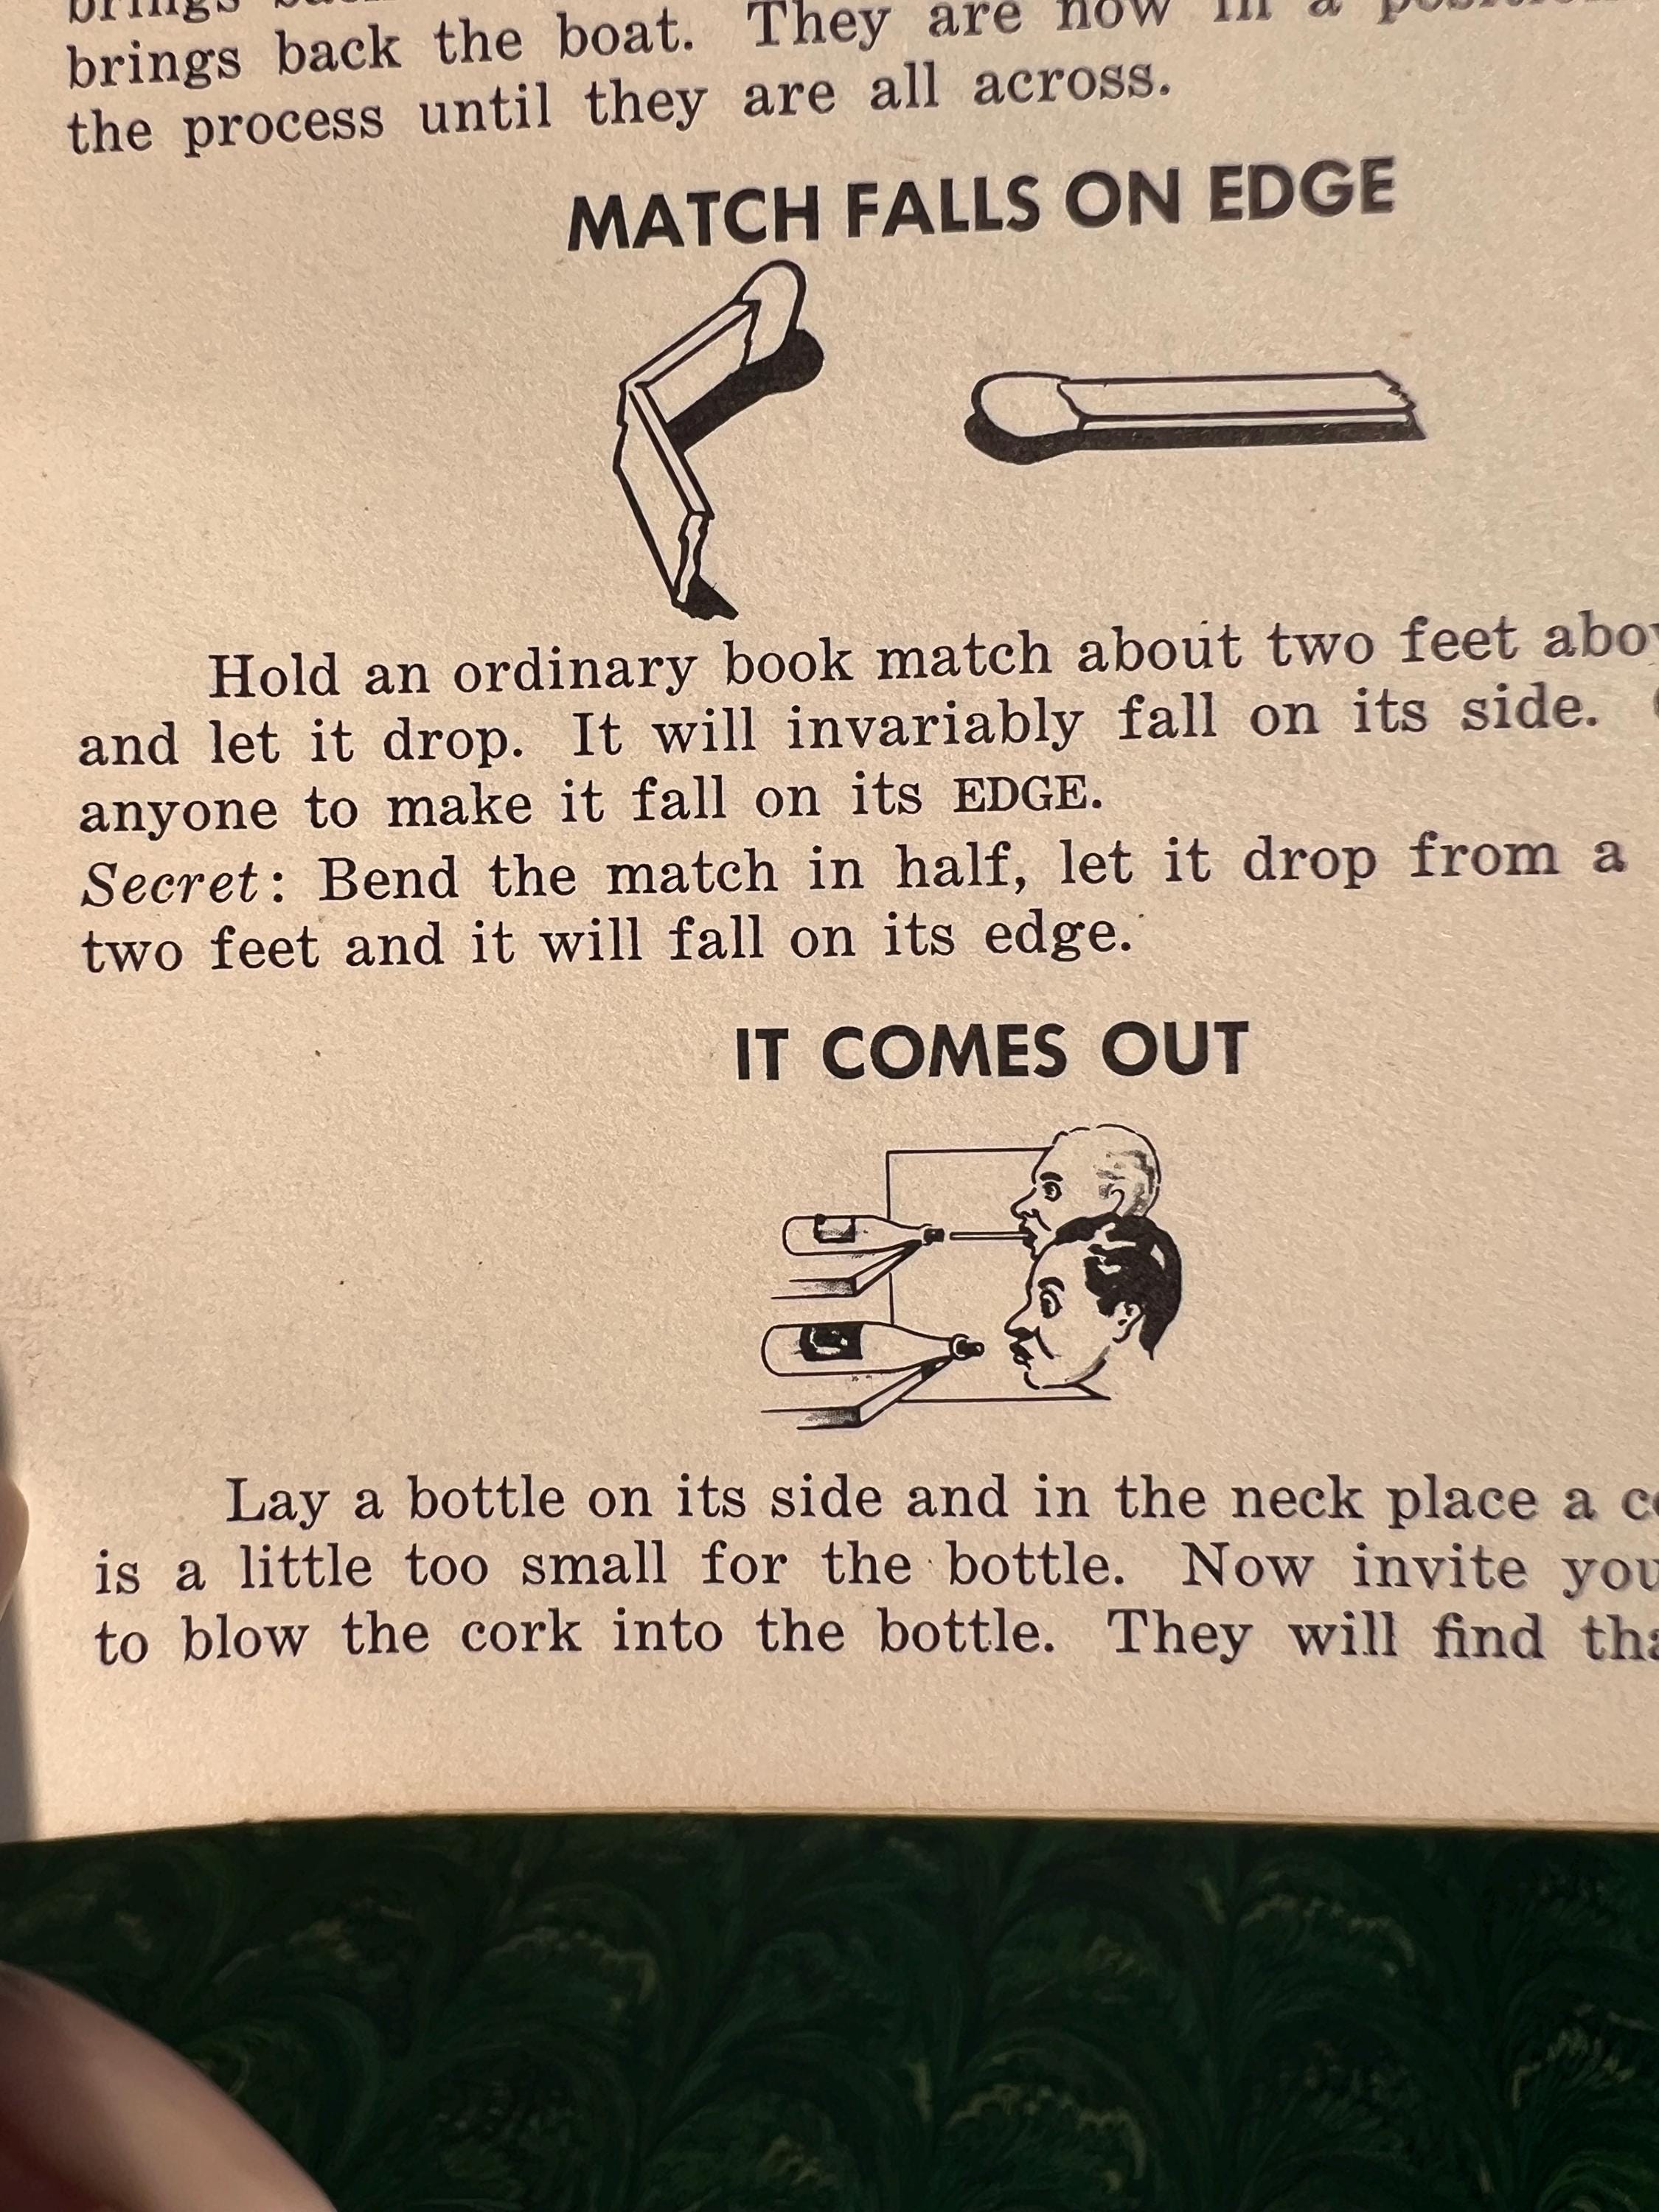 brings back the boat. They are now in a position
the process until they are all across.
MATCH FALLS ON EDGE
Hold an ordinary book match about two feet
and let it drop. It will invariably fall on its side.
anyone to make it fall on its EDGE.
Secret: Bend the match in half, let it drop from a
two feet and it will fall on its edge.
IT COMES OUT
Lay a bottle on its side and in the neck place a
is a little too small for the bottle. Now invite
to blow the cork into the bottle. They will find